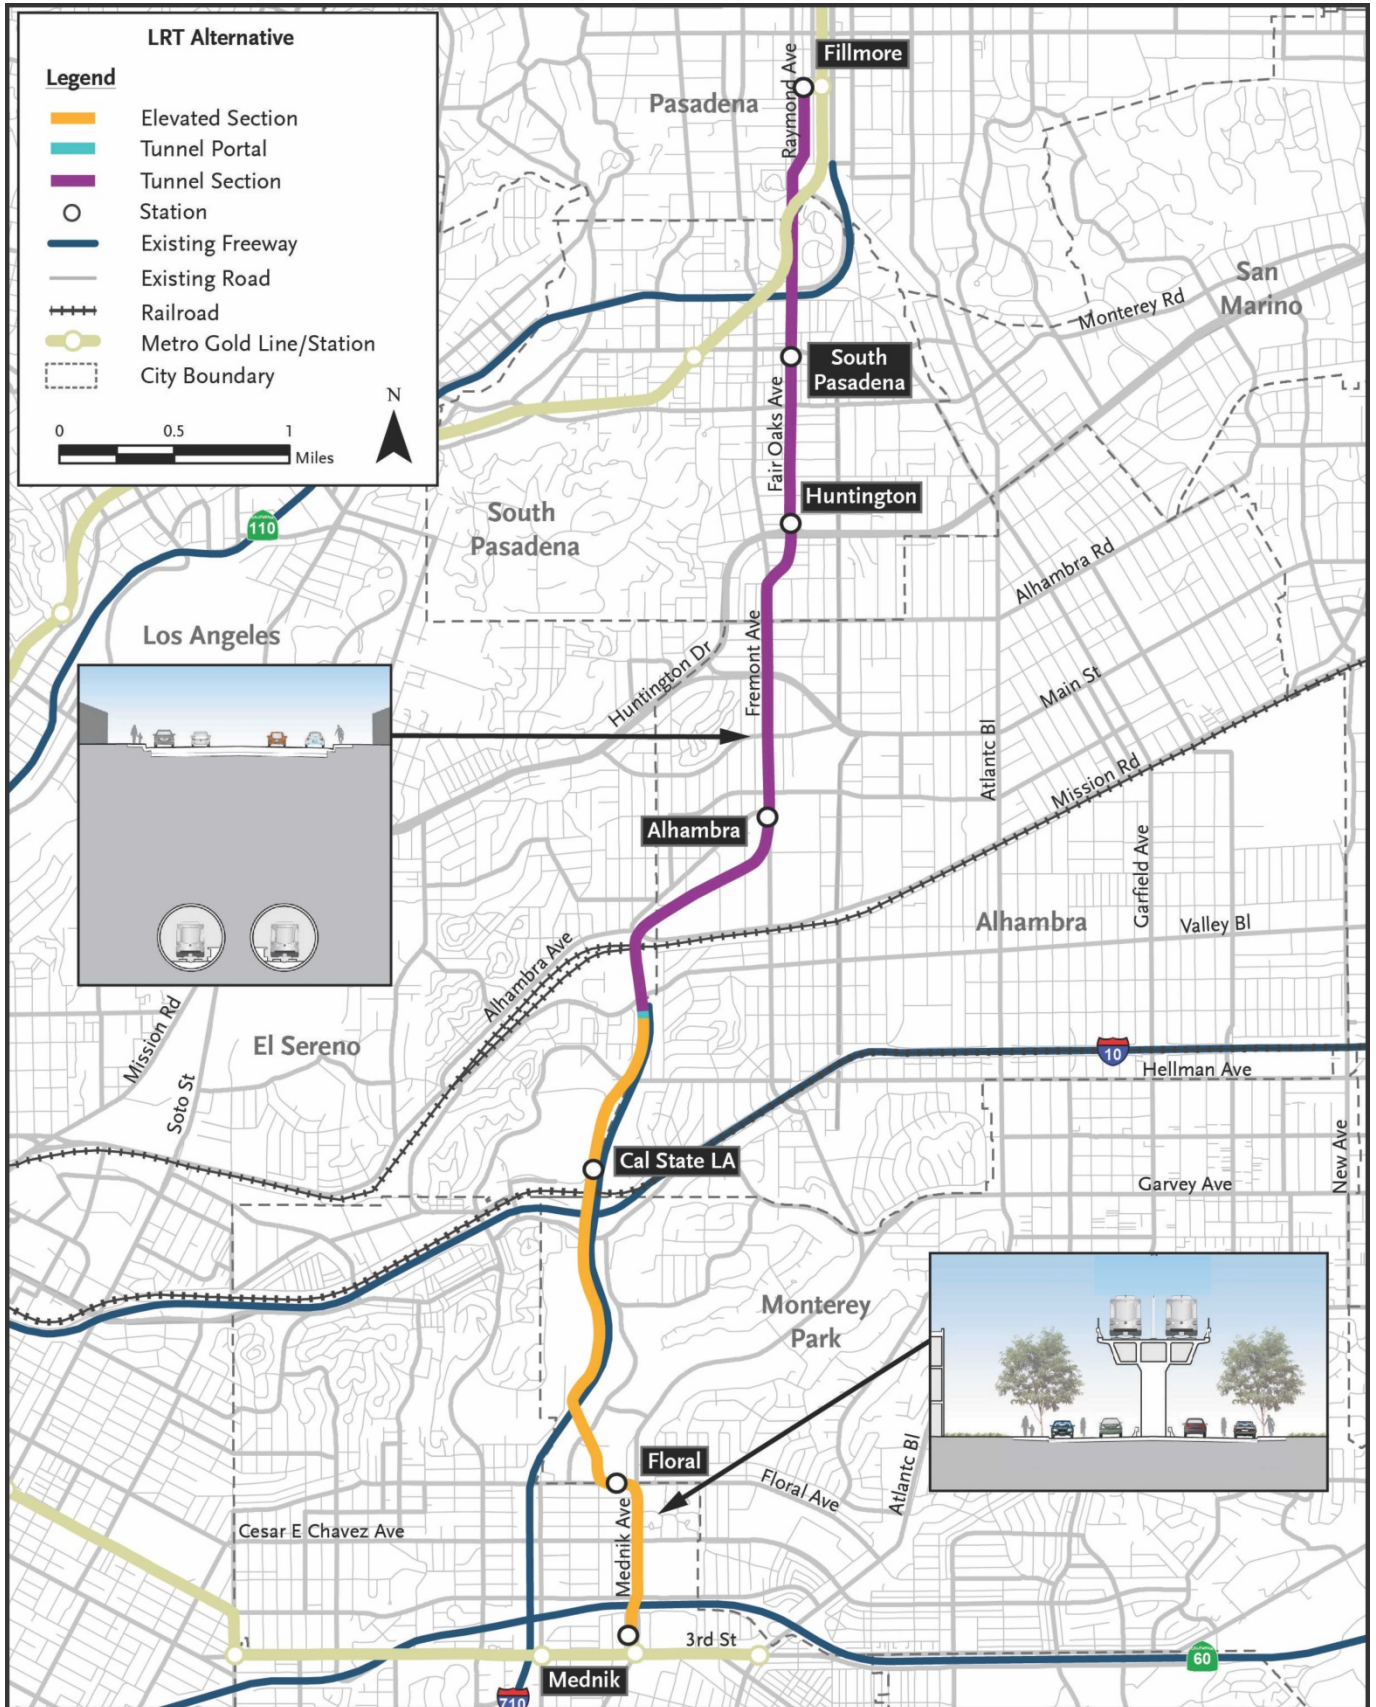 LRT Alternative
Legend
Elevated Section
Tunnel Portal
Tunnel Section
Station
Existing Freeway
Existing Road
Railroad
Metro Gold Line/Station
City Boundary
N
0 0.5 1
Miles
Fillmore
Raymond Ave
Pasadena
San
Marino
Monterey Rd
South
Pasadena
Fair Oaks Ave
Huntington
South
Pasadena
110
Alhambra Rd
Los Angeles
Fremont Ave
Huntington Dr
Main St
Atlantc Bl
Mission Rd
Alhambra
Garfield Ave
Alhambra
Valley Bl
Alhambra Ave
Mission Rd
El Sereno
10
Hellman Ave
Soto St
New Ave
Cal State LA
Garvey Ave
Monterey
Park
Floral
Floral Ave
Atlantc Bl
Cesar E Chavez Ave
Mednik Ave
3rd St
60
Mednik
710